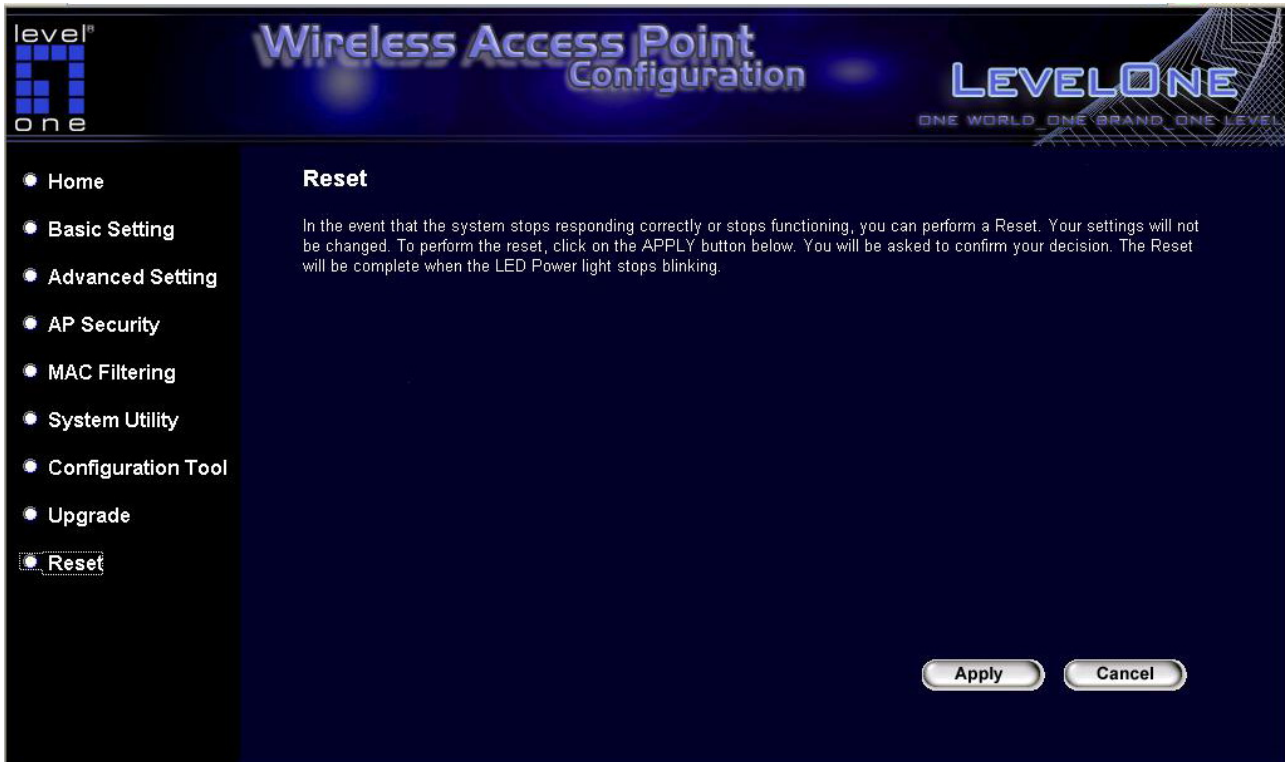 level®
one
Wireless Access Point
Configuration
LEVELONE
ONE WORLD_ONE BRAND_ONE LEVEL
Home
Basic Setting
Advanced Setting
AP Security
MAC Filtering
System Utility
Configuration Tool
Upgrade
Reset
Reset
In the event that the system stops responding correctly or stops functioning, you can perform a Reset. Your settings will not
be changed. To perform the reset, click on the APPLY button below. You will be asked to confirm your decision. The Reset
will be complete when the LED Power light stops blinking.
Apply
Cancel